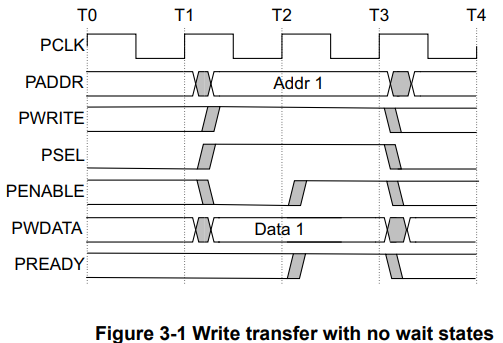 T0 T1 T2 T3 T4
PCLK
PADDR Addr 1
PWRITE
PSEL
PENABLE
PWDATA Data 1
PREADY
Figure 3-1 Write transfer with no wait states